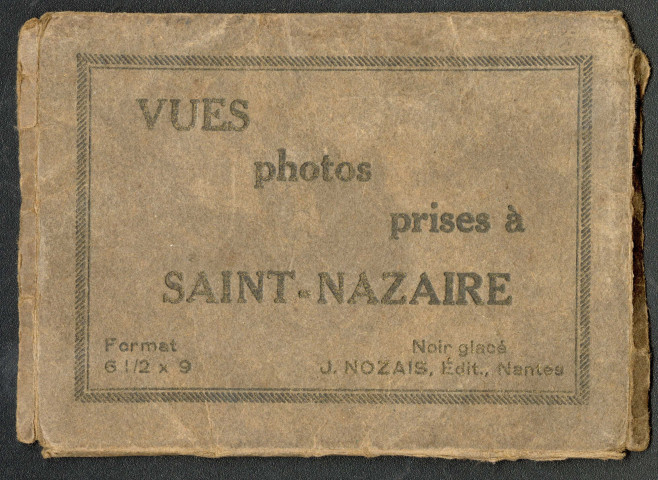 VUES
photos
prises à
SAINT-NAZAIRE
Format
6 1/2 x 9
Noir glacé
J. NOZAIS, Édit., Nantes